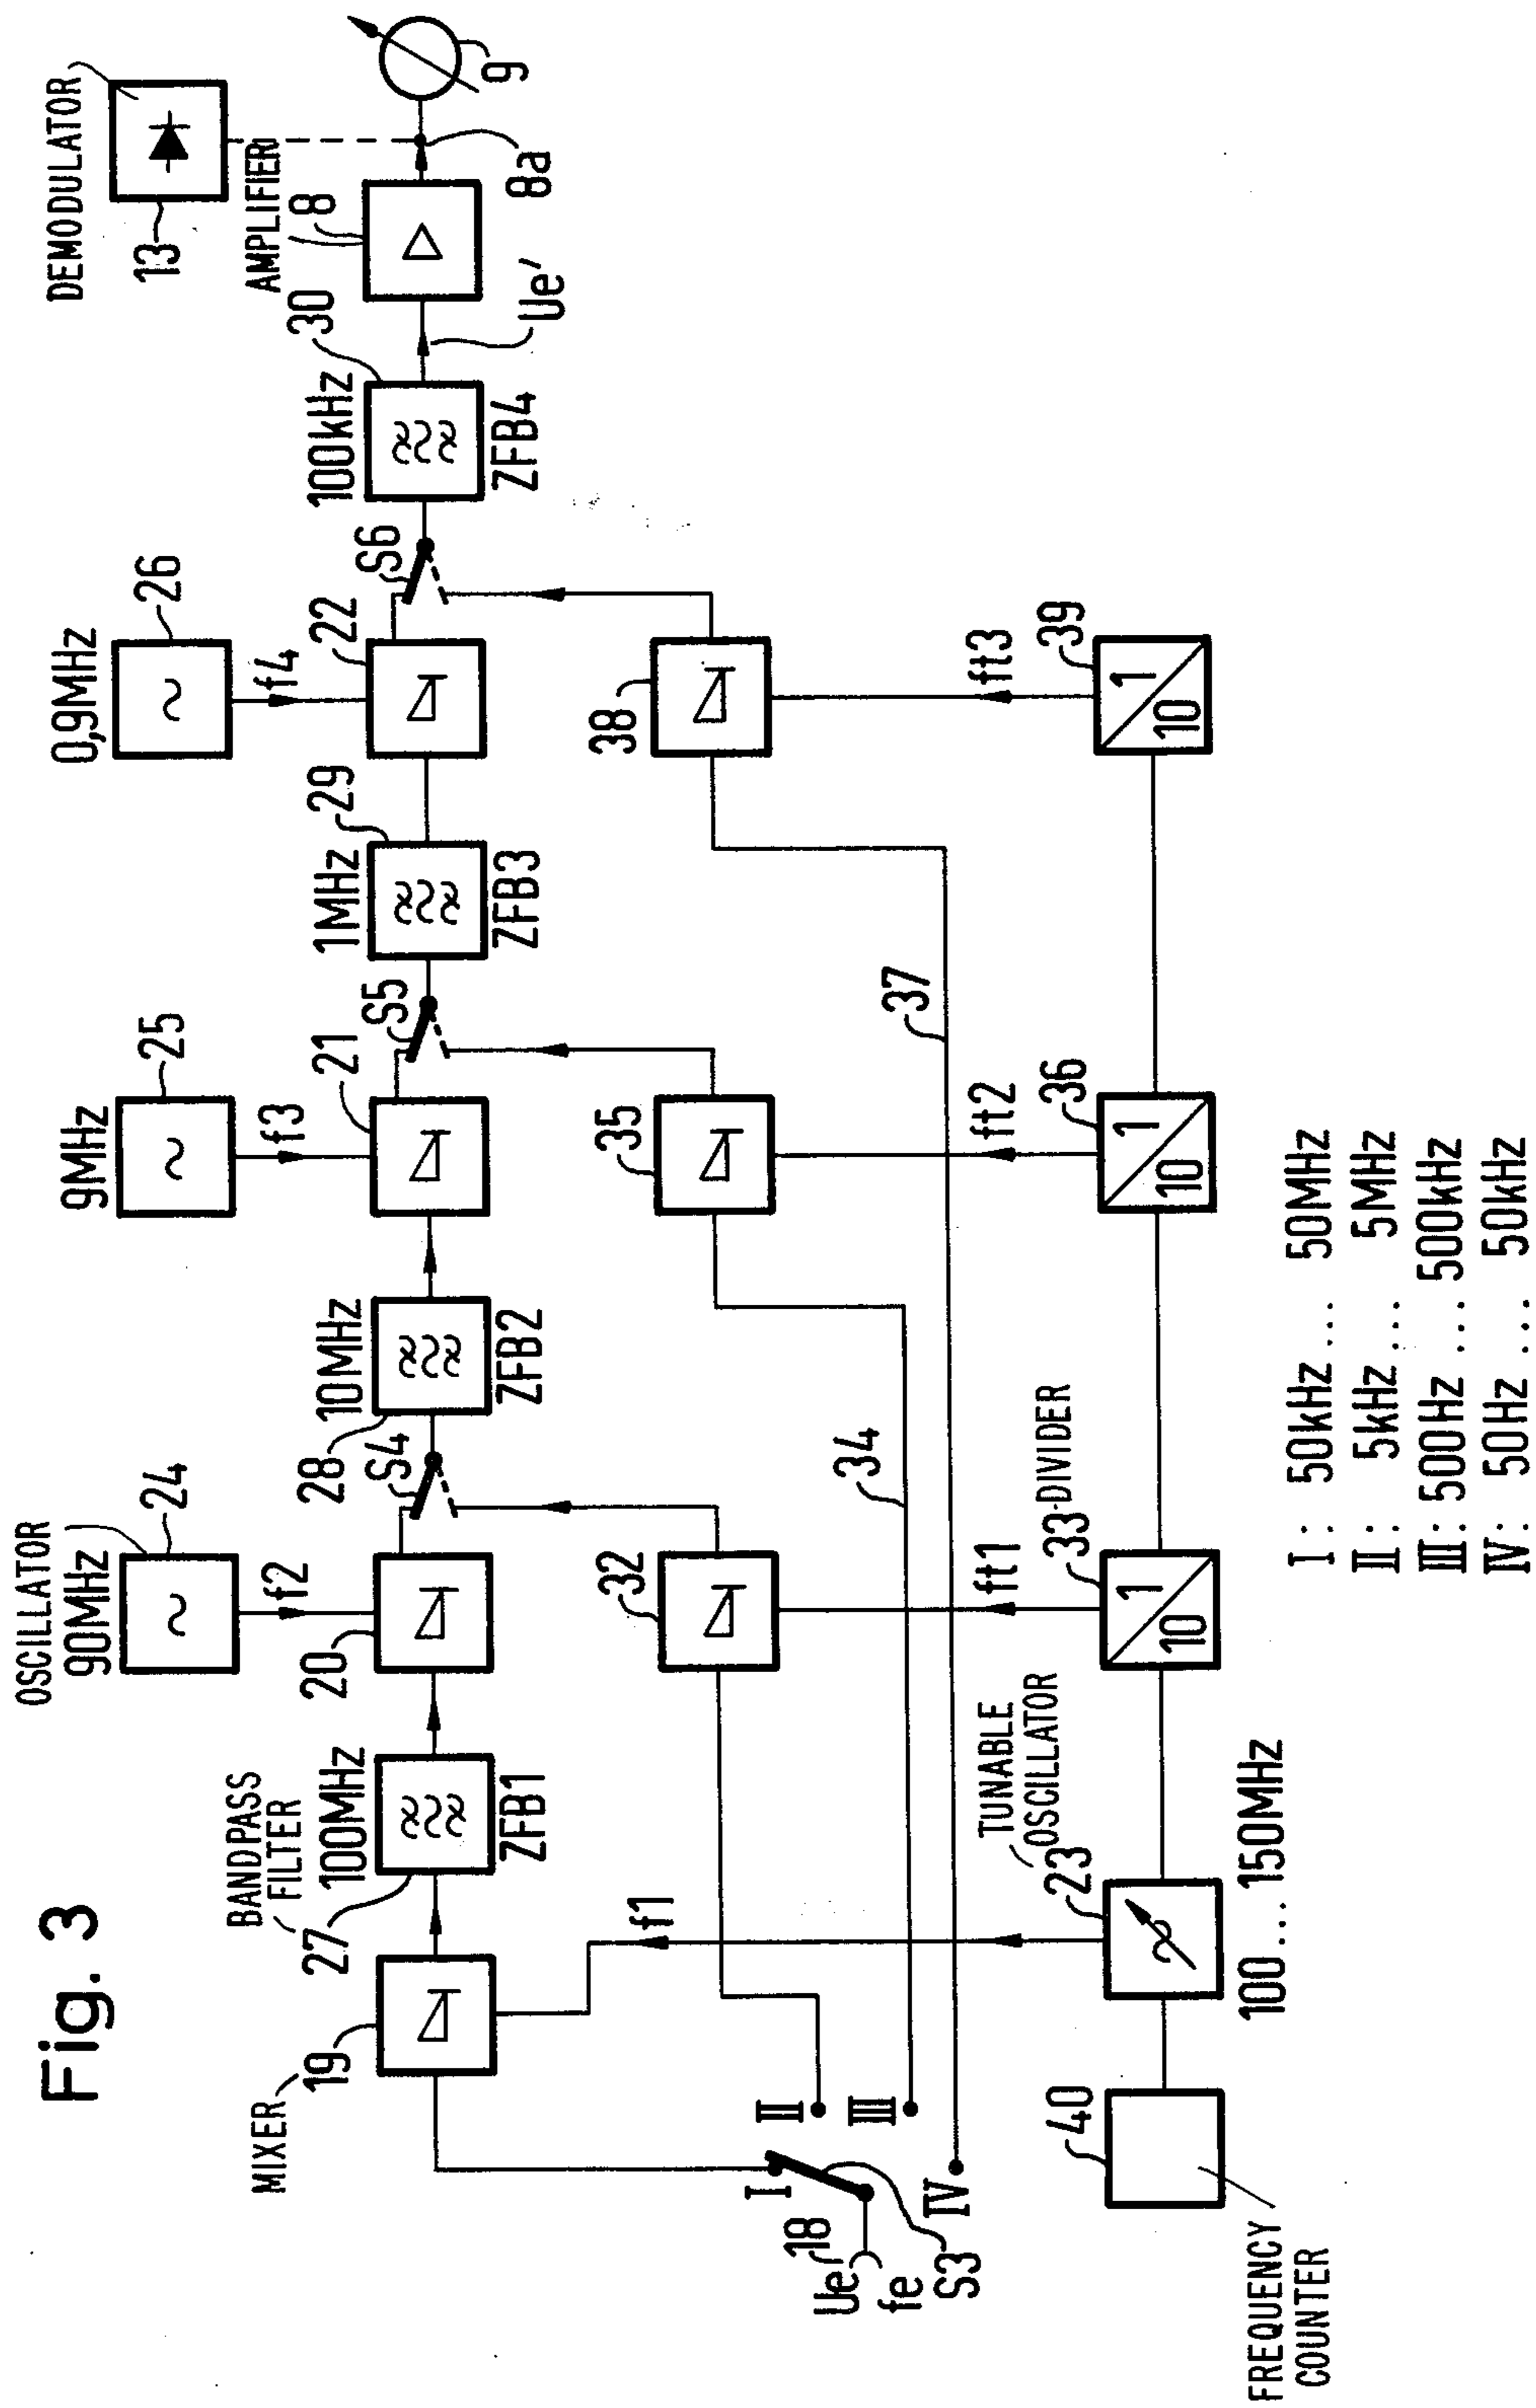 Fig. 3
OSCILLATOR
90MHz
24
f2
9MHz
25
f3
0,9MHz
26
f4
DEMODULATOR
13
MIXER
19
BANDPASS
FILTER
27
100MHz
ZFB1
20
S4
28
10MHz
ZFB2
21
S5
1MHz
29
ZFB3
22
S6
100kHz
30
ZFB4
Ue'
AMPLIFIER
8
8a
9
f1
32
35
38
34
37
I
II
III
IV
Ue
18
fe
S3
ft1
ft2
ft3
40
FREQUENCY
COUNTER
TUNABLE
OSCILLATOR
23
100...150MHz
33-DIVIDER
1
10
36
1
10
39
1
10
I : 50kHz... 50MHz
II : 5kHz ... 5MHz
III : 500Hz ... 500kHz
IV : 50Hz ... 50kHz